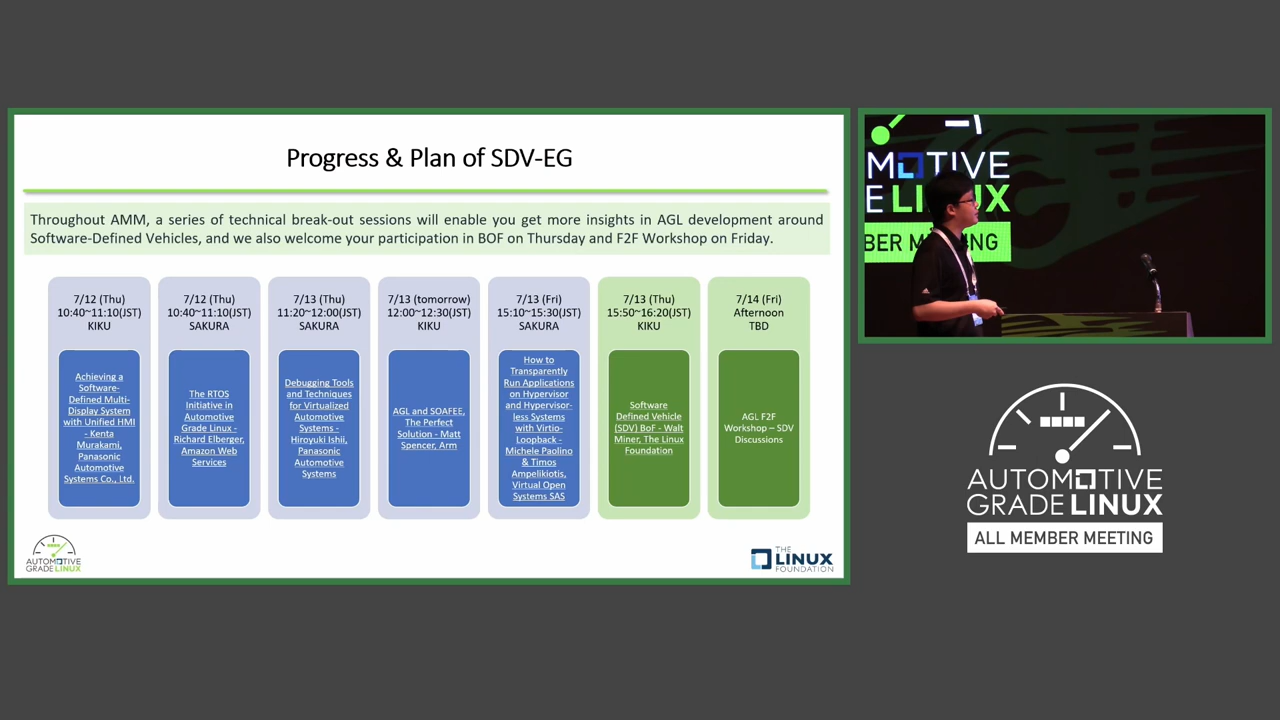 Progress & Plan of SDV-EG
Throughout AMM, a series of technical break-out sessions will enable you get more insights in AGL development around
Software-Defined Vehicles, and we also welcome your participation in BOF on Thursday and F2F Workshop on Friday.
7/12 (Thu)
10:40~11:10(JST)
KIKU
Achieving a
Software-
Defined Multi-
Display System
with Unified HMI
- Kenta
Murakami,
Panasonic
Automotive
Systems Co., Ltd.
7/12 (Thu)
10:40~11:10(JST)
SAKURA
The RTOS
Initiative in
Automotive
Grade Linux -
Richard Elberger,
Amazon Web
Services
7/13 (Thu)
11:20~12:00(JST)
SAKURA
Debugging Tools
and Techniques
for Virtualized
Automotive
Systems -
Hiroyuki Ishii,
Panasonic
Automotive
Systems
7/13 (tomorrow)
12:00~12:30(JST)
KIKU
AGL and SOAFEE,
The Perfect
Solution - Matt
Spencer, Arm
7/13 (Fri)
15:10~15:30(JST)
SAKURA
How to
Transparently
Run Applications
on Hypervisor
and Hypervisor-
less Systems
with Virtio-
Loopback -
Michele Paolino
& Timos
Ampelikiotis,
Virtual Open
Systems SAS
7/13 (Thu)
15:50~16:20(JST)
KIKU
Software
Defined Vehicle
(SDV) BoF - Walt
Miner, The Linux
Foundation
7/14 (Fri)
Afternoon
TBD
AGL F2F
Workshop – SDV
Discussions
AUTOMOTIVE
GRADE LINUX
THE
LINUX
FOUNDATION
MOTIVE
E LINUX
BER MEETING
AUTOMOTIVE
GRADE LINUX
ALL MEMBER MEETING